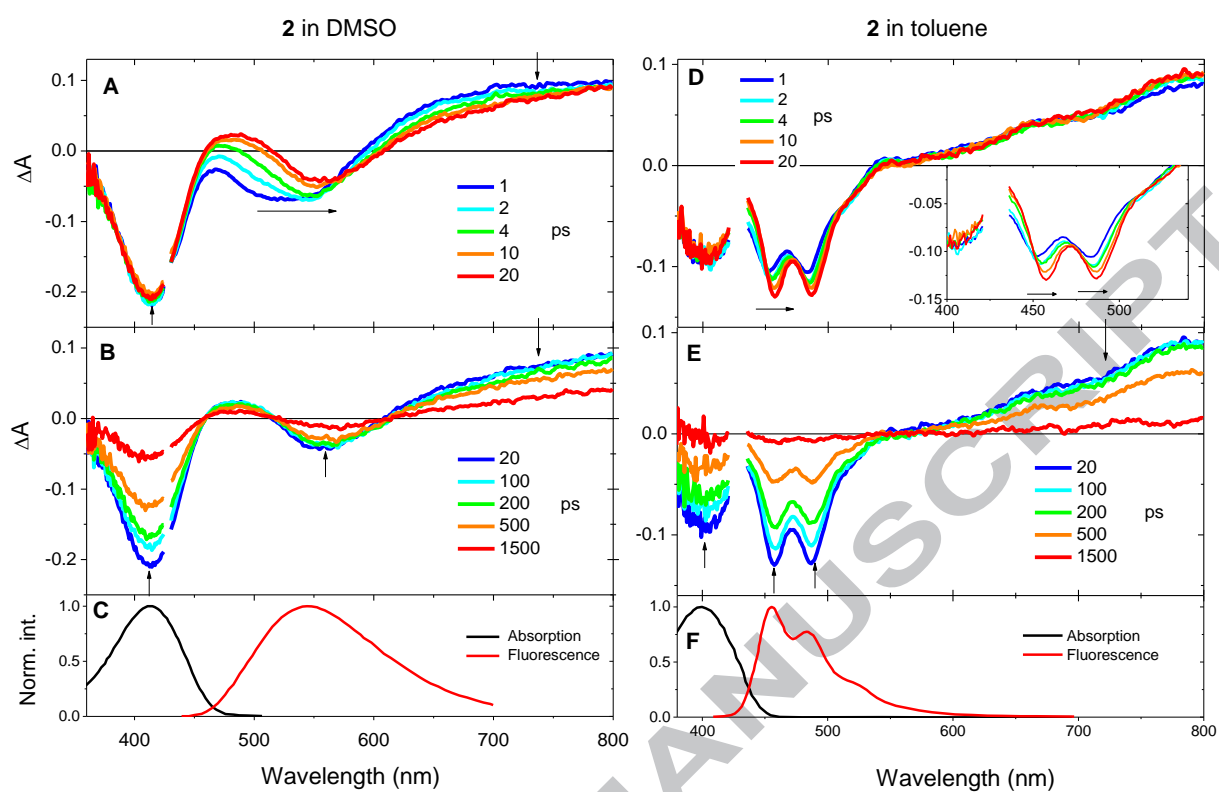 2 in DMSO
2 in toluene
A
0.1
0.0
-0.1
-0.2
ΔA
1
2
4
10
20
ps
B
0.1
0.0
-0.1
-0.2
ΔA
20
100
200
500
1500
ps
C
1.0
0.5
0.0
Norm. int.
Absorption
Fluorescence
400
500
600
700
800
Wavelength (nm)
D
0.1
0.0
-0.1
ΔA
1
2
4
10
20
ps
-0.05
-0.10
-0.15
400
450
500
E
0.1
0.0
-0.1
ΔA
20
100
200
500
1500
ps
F
1.0
0.5
0.0
Absorption
Fluorescence
400
500
600
700
800
Wavelength (nm)
ANUSCRIPT